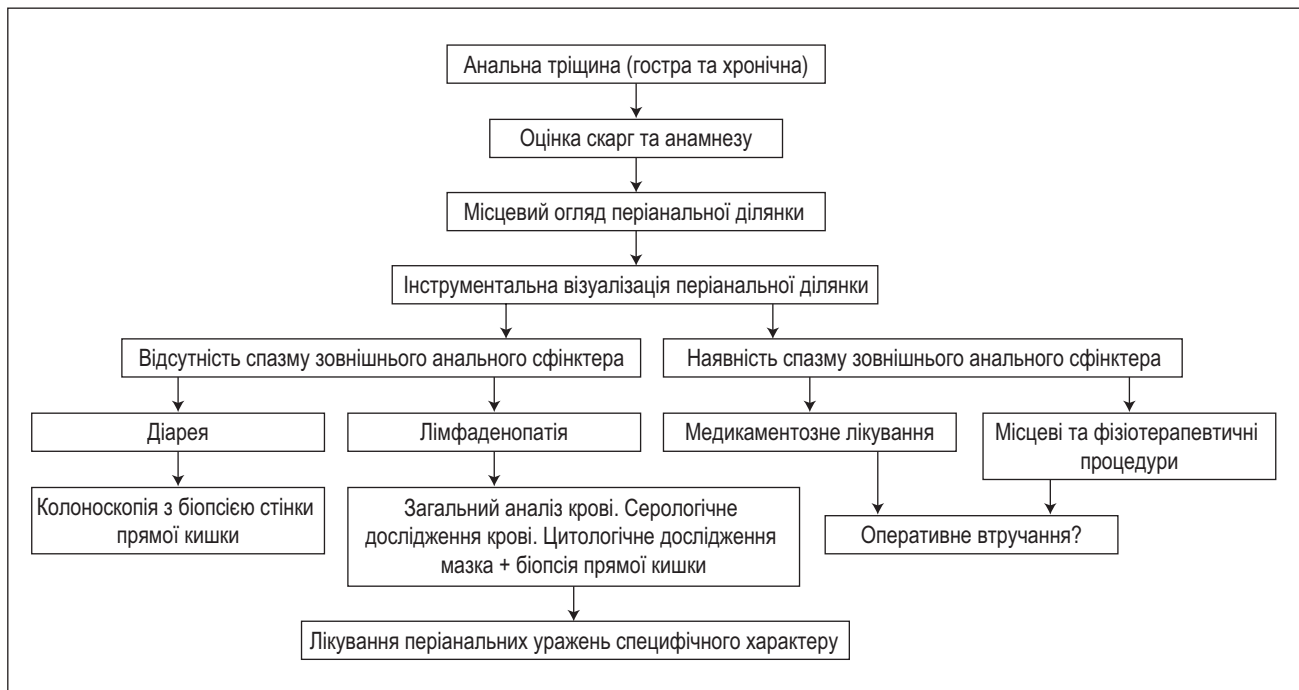 Анальна тріщина (гостра та хронічна)
Оцінка скарг та анамнезу
Місцевий огляд періанальної ділянки
Інструментальна візуалізація періанальної ділянки
Відсутність спазму зовнішнього анального сфінктера
Наявність спазму зовнішнього анального сфінктера
Діарея
Лімфаденопатія
Медикаментозне лікування
Місцеві та фізіотерапевтичні
процедури
Колоноскопія з біопсією стінки
прямої кишки
Загальний аналіз крові. Серологічне
дослідження крові. Цитологічне дослідження
мазка + біопсія прямої кишки
Оперативне втручання?
Лікування періанальних уражень специфічного характеру